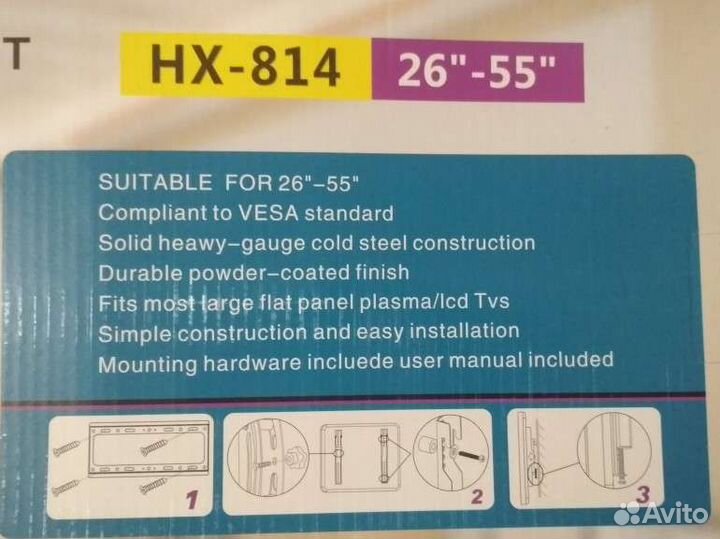 T HX-814 26"-55"
SUITABLE FOR 26"-55"
Compliant to VESA standard
Solid heawy-gauge cold steel construction
Durable powder-coated finish
Fits most large flat panel plasma/lcd Tvs
Simple construction and easy installation
Mounting hardware incluede user manual included
1 2 3
Avito